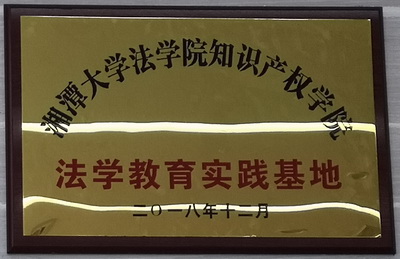 湘潭大学法学院知识产权学院
法学教育实践基地
二〇一八年十二月